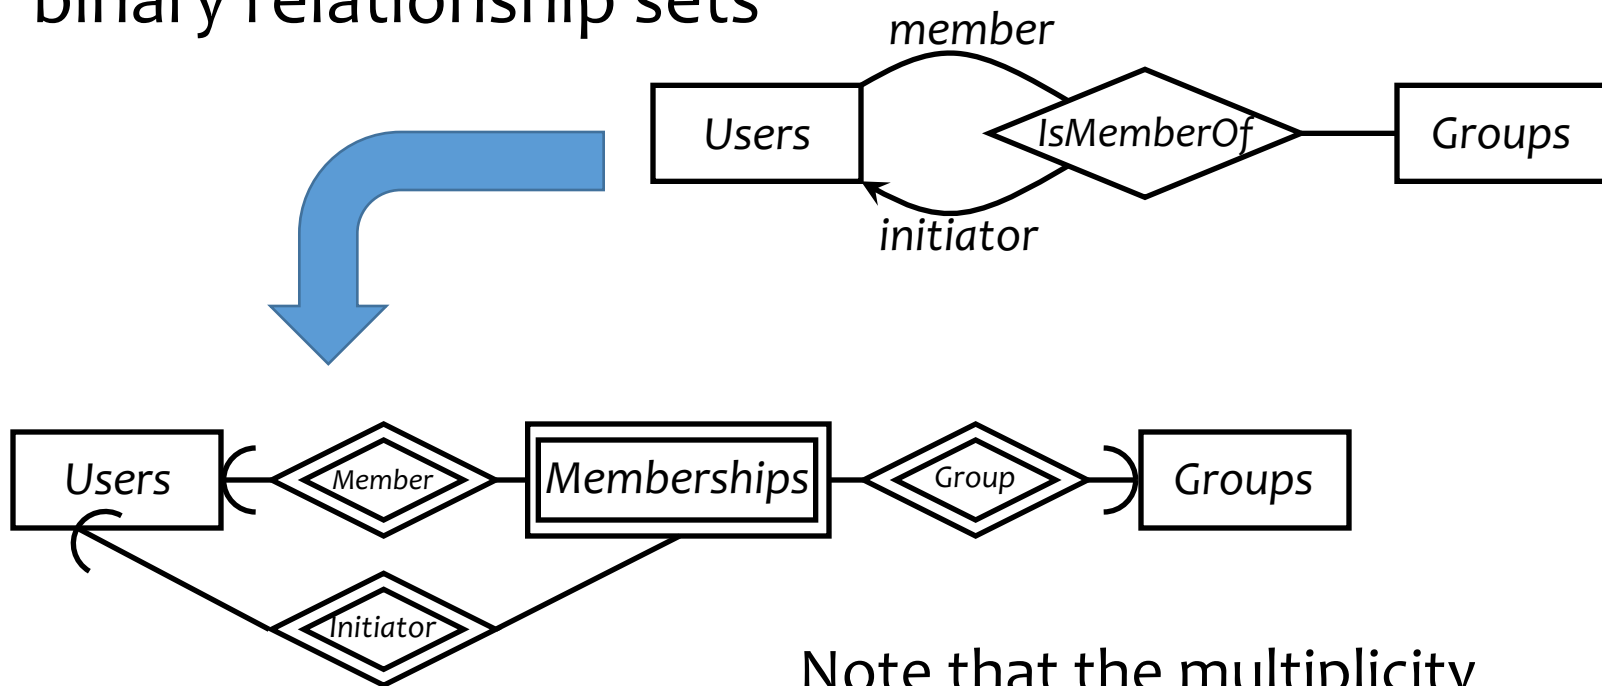 binary relationship sets
member
Users
IsMemberOf
Groups
initiator
Users
Member
Memberships
Group
Groups
Initiator
Note that the multiplicity